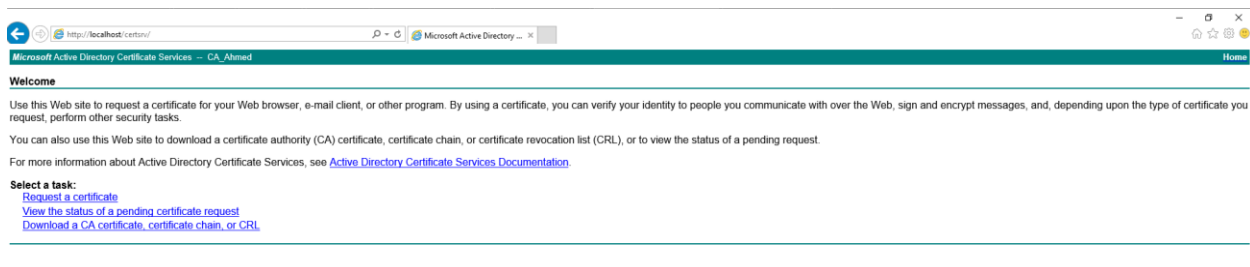 http://localhost/certsrv/
Microsoft Active Directory ...
Microsoft Active Directory Certificate Services -- CA_Ahmed
Home
Welcome
Use this Web site to request a certificate for your Web browser, e-mail client, or other program. By using a certificate, you can verify your identity to people you communicate with over the Web, sign and encrypt messages, and, depending upon the type of certificate you
request, perform other security tasks.
You can also use this Web site to download a certificate authority (CA) certificate, certificate chain, or certificate revocation list (CRL), or to view the status of a pending request.
For more information about Active Directory Certificate Services, see Active Directory Certificate Services Documentation.
Select a task:
Request a certificate
View the status of a pending certificate request
Download a CA certificate, certificate chain, or CRL